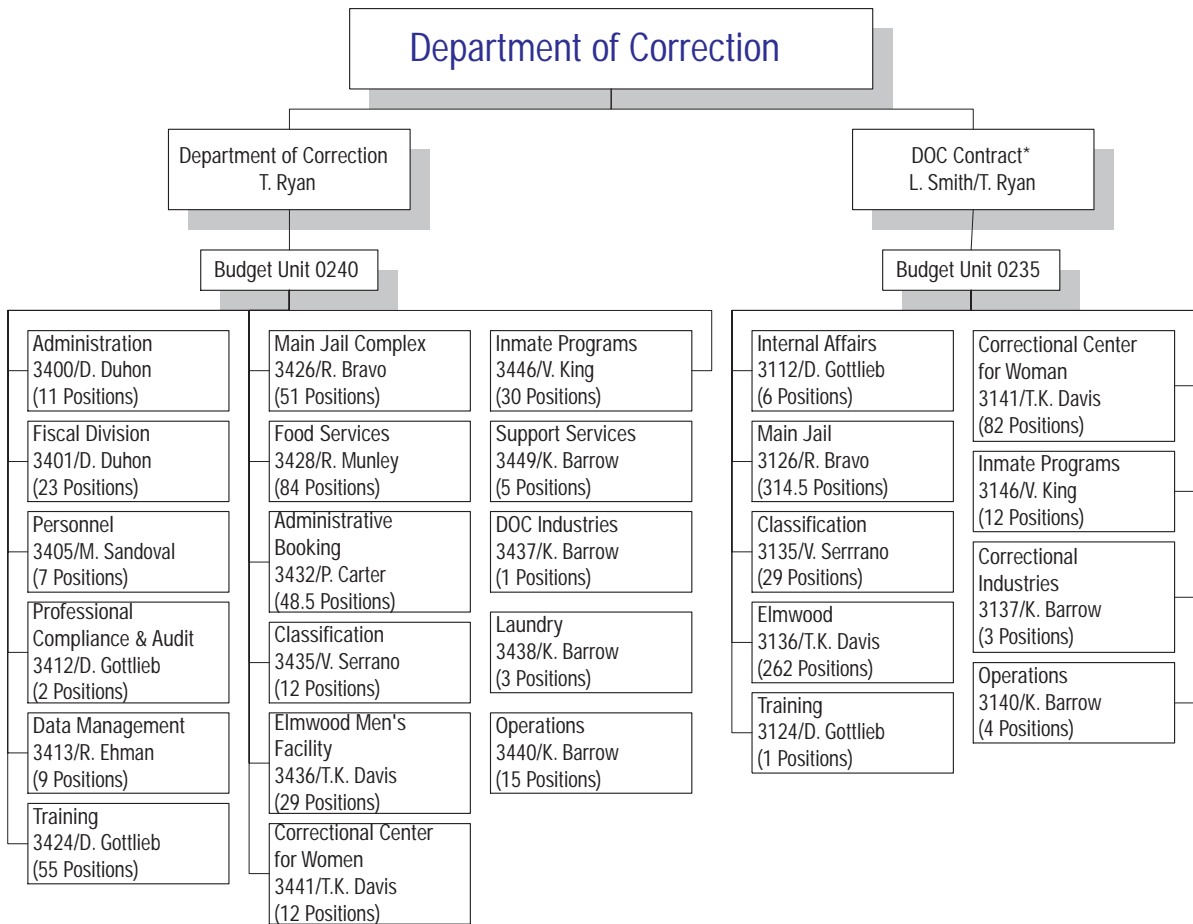 Department of Correction
Department of Correction
T. Ryan
DOC Contract*
L. Smith/T. Ryan
Budget Unit 0240
Budget Unit 0235
Administration
3400/D. Duhon
(11 Positions)
Fiscal Division
3401/D. Duhon
(23 Positions)
Personnel
3405/M. Sandoval
(7 Positions)
Professional
Compliance & Audit
3412/D. Gottlieb
(2 Positions)
Data Management
3413/R. Ehman
(9 Positions)
Training
3424/D. Gottlieb
(55 Positions)
Main Jail Complex
3426/R. Bravo
(51 Positions)
Food Services
3428/R. Munley
(84 Positions)
Administrative
Booking
3432/P. Carter
(48.5 Positions)
Classification
3435/V. Serrano
(12 Positions)
Elmwood Men's
Facility
3436/T.K. Davis
(29 Positions)
Correctional Center
for Women
3441/T.K. Davis
(12 Positions)
Inmate Programs
3446/V. King
(30 Positions)
Support Services
3449/K. Barrow
(5 Positions)
DOC Industries
3437/K. Barrow
(1 Positions)
Laundry
3438/K. Barrow
(3 Positions)
Operations
3440/K. Barrow
(15 Positions)
Internal Affairs
3112/D. Gottlieb
(6 Positions)
Main Jail
3126/R. Bravo
(314.5 Positions)
Classification
3135/V. Serrrano
(29 Positions)
Elmwood
3136/T.K. Davis
(262 Positions)
Training
3124/D. Gottlieb
(1 Positions)
Correctional Center
for Woman
3141/T.K. Davis
(82 Positions)
Inmate Programs
3146/V. King
(12 Positions)
Correctional
Industries
3137/K. Barrow
(3 Positions)
Operations
3140/K. Barrow
(4 Positions)